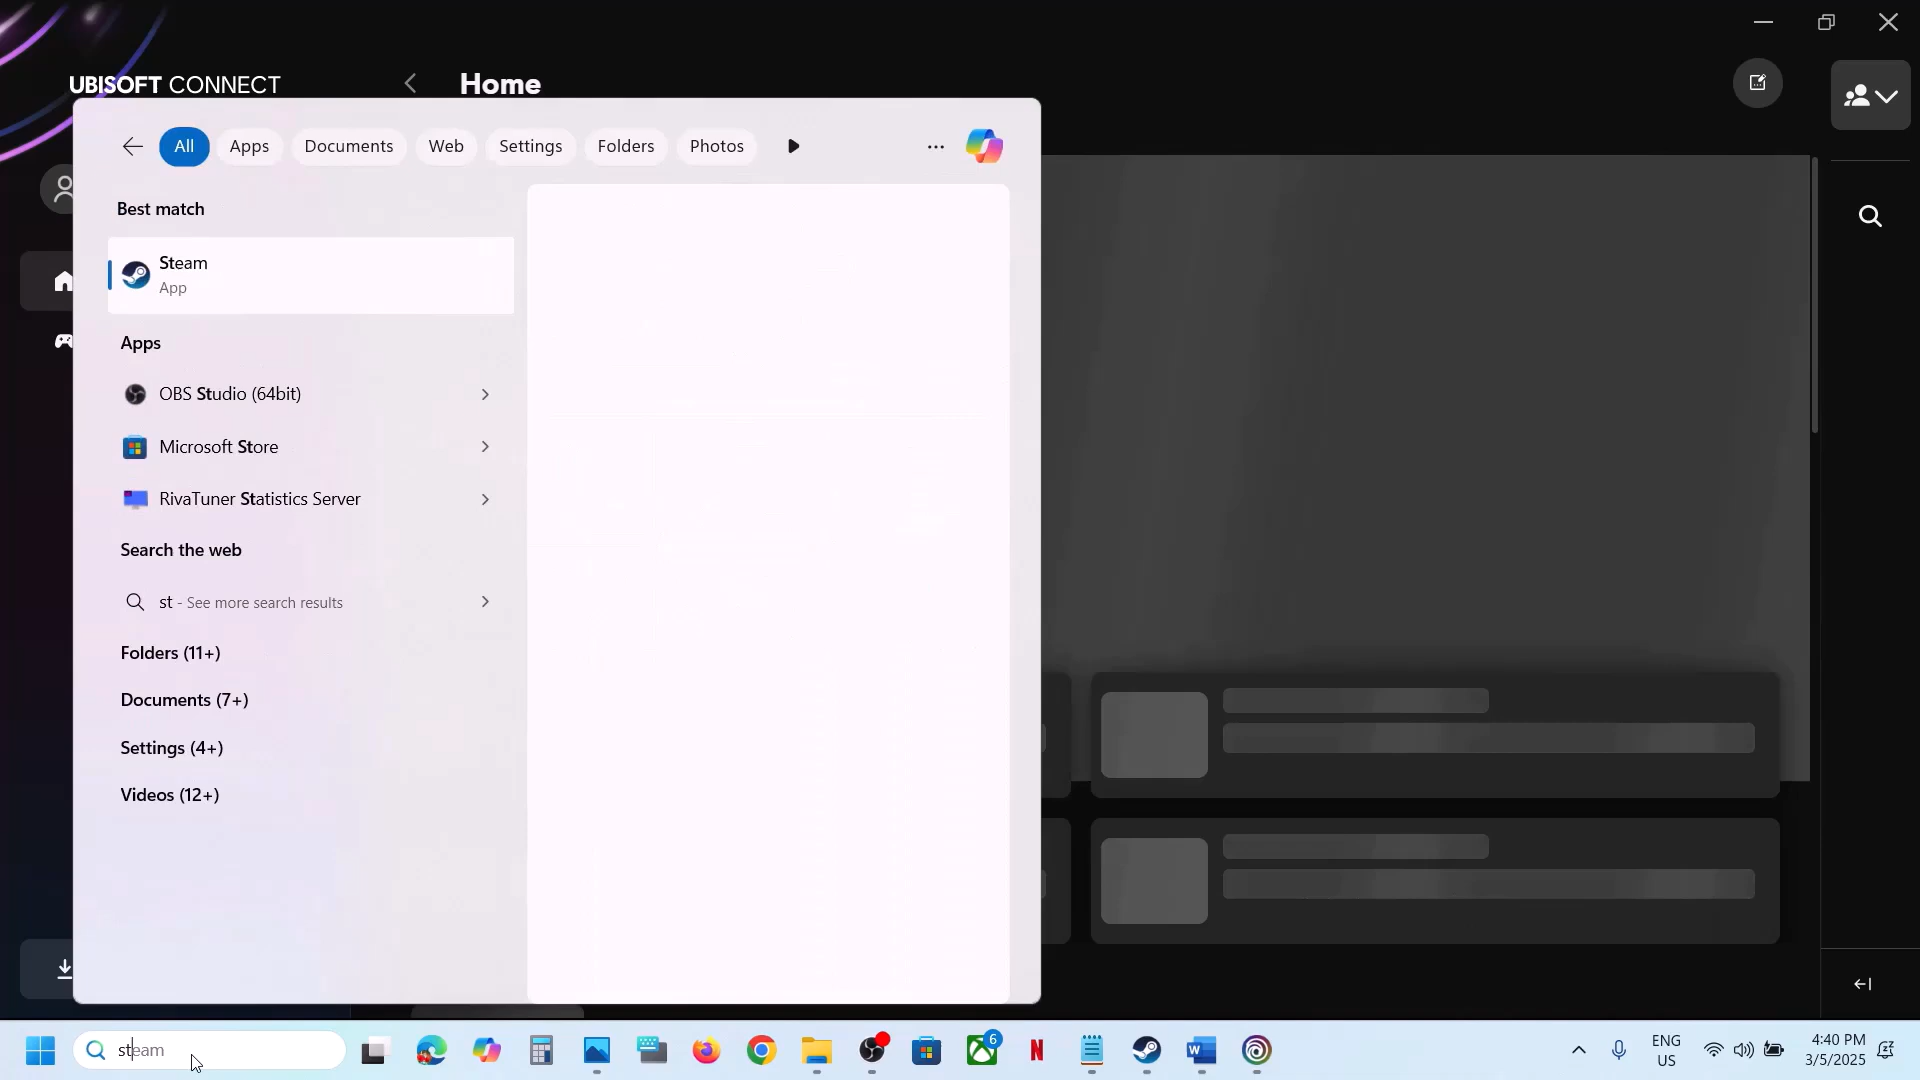 UBISOFT CONNECT
Home
All
Apps
Documents
Web
Settings
Folders
Photos
Best match
Steam
App
Apps
OBS Studio (64bit)
Microsoft Store
RivaTuner Statistics Server
Search the web
st - See more search results
Folders (11+)
Documents (7+)
Settings (4+)
Videos (12+)
steam
6
N
W
ENG
US
4:40 PM
3/5/2025